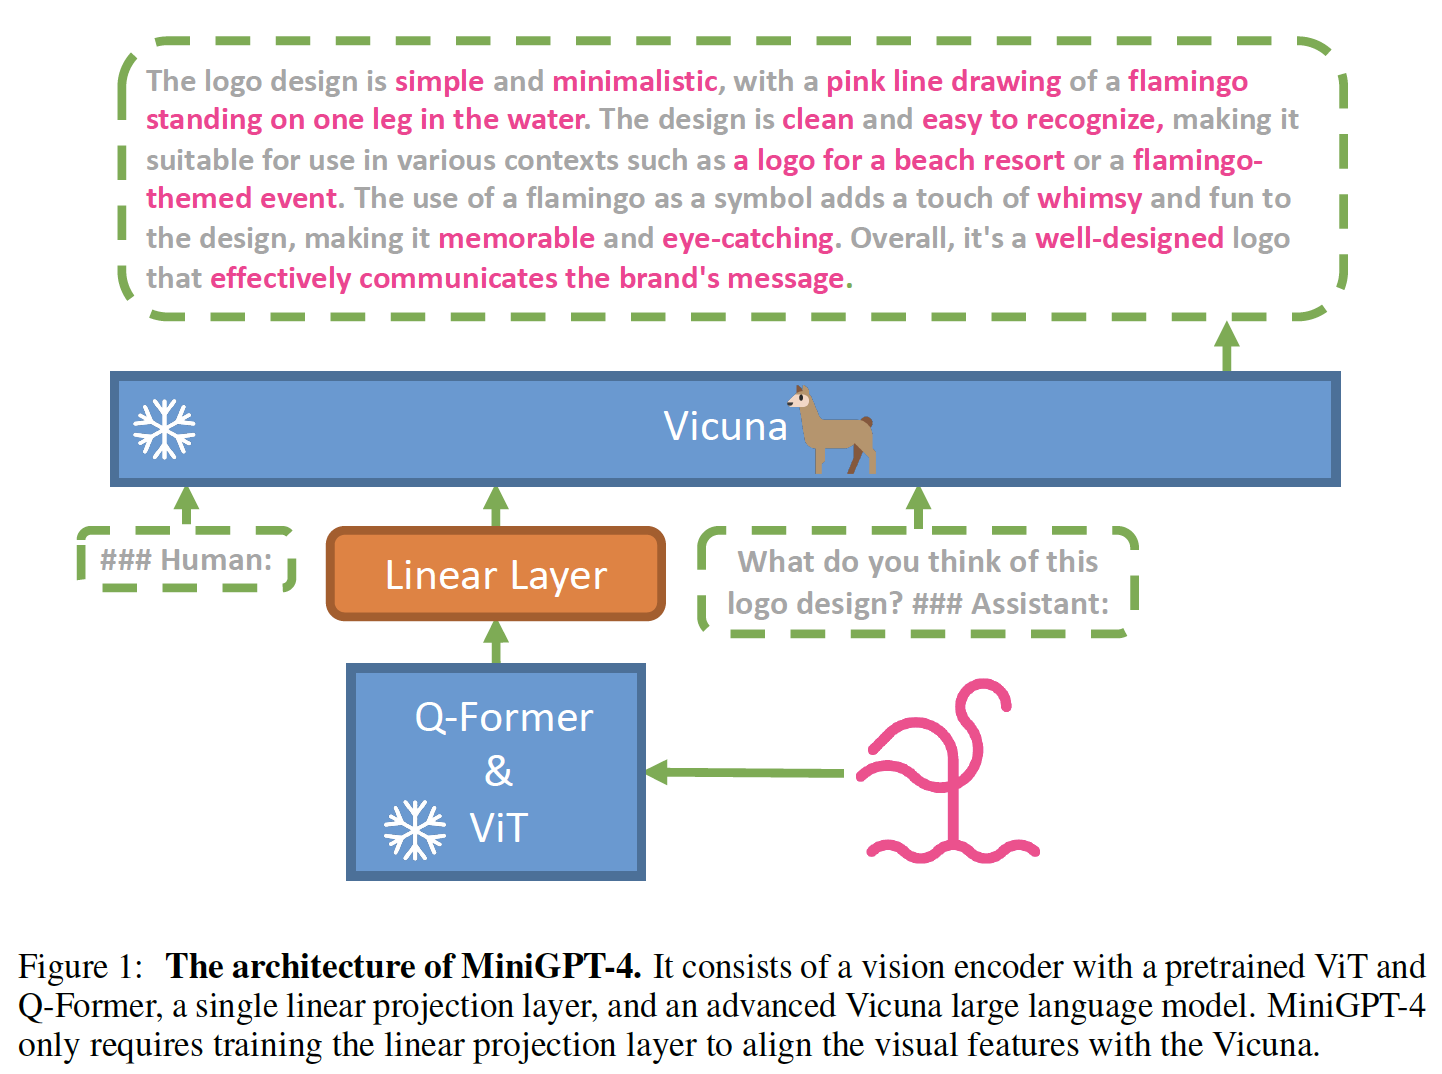 The logo design is simple and minimalistic, with a pink line drawing of a flamingo
standing on one leg in the water. The design is clean and easy to recognize, making it
suitable for use in various contexts such as a logo for a beach resort or a flamingo-
themed event. The use of a flamingo as a symbol adds a touch of whimsy and fun to
the design, making it memorable and eye-catching. Overall, it's a well-designed logo
that effectively communicates the brand's message.
Vicuna
### Human:
Linear Layer
What do you think of this
logo design? ### Assistant:
Q-Former
&
ViT
Figure 1: The architecture of MiniGPT-4. It consists of a vision encoder with a pretrained ViT and
Q-Former, a single linear projection layer, and an advanced Vicuna large language model. MiniGPT-4
only requires training the linear projection layer to align the visual features with the Vicuna.